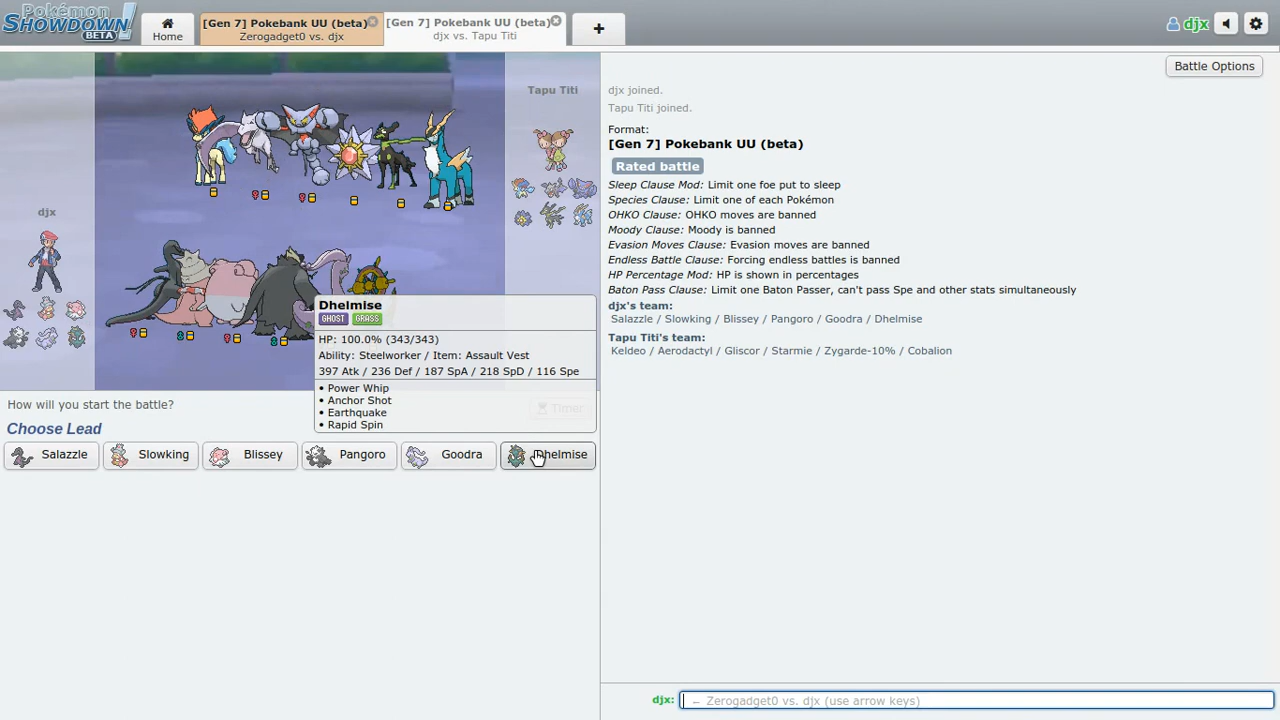 Pokémon
SHOWDOWN!
BETA
Home
[Gen 7] Pokebank UU (beta)
Zerogadget0 vs. djx
[Gen 7] Pokebank UU (beta)
djx vs. Tapu Titi
djx
Battle Options
djx joined.
Tapu Titi joined.
Format:
[Gen 7] Pokebank UU (beta)
Rated battle
Sleep Clause Mod: Limit one foe put to sleep
Species Clause: Limit one of each Pokémon
OHKO Clause: OHKO moves are banned
Moody Clause: Moody is banned
Evasion Moves Clause: Evasion moves are banned
Endless Battle Clause: Forcing endless battles is banned
HP Percentage Mod: HP is shown in percentages
Baton Pass Clause: Limit one Baton Passer, can't pass Spe and other stats simultaneously
djx's team:
Salazzle / Slowking / Blissey / Pangoro / Goodra / Dhelmise
Tapu Titi's team:
Keldeo / Aerodactyl / Gliscor / Starmie / Zygarde-10% / Cobalion
Tapu Titi
djx
Dhelmise
GHOST GRASS
HP: 100.0% (343/343)
Ability: Steelworker / Item: Assault Vest
397 Atk / 236 Def / 187 SpA / 218 SpD / 116 Spe
• Power Whip
• Anchor Shot
• Earthquake
• Rapid Spin
How will you start the battle?
Timer
Choose Lead
Salazzle
Slowking
Blissey
Pangoro
Goodra
Dhelmise
djx:
← Zerogadget0 vs. djx (use arrow keys)